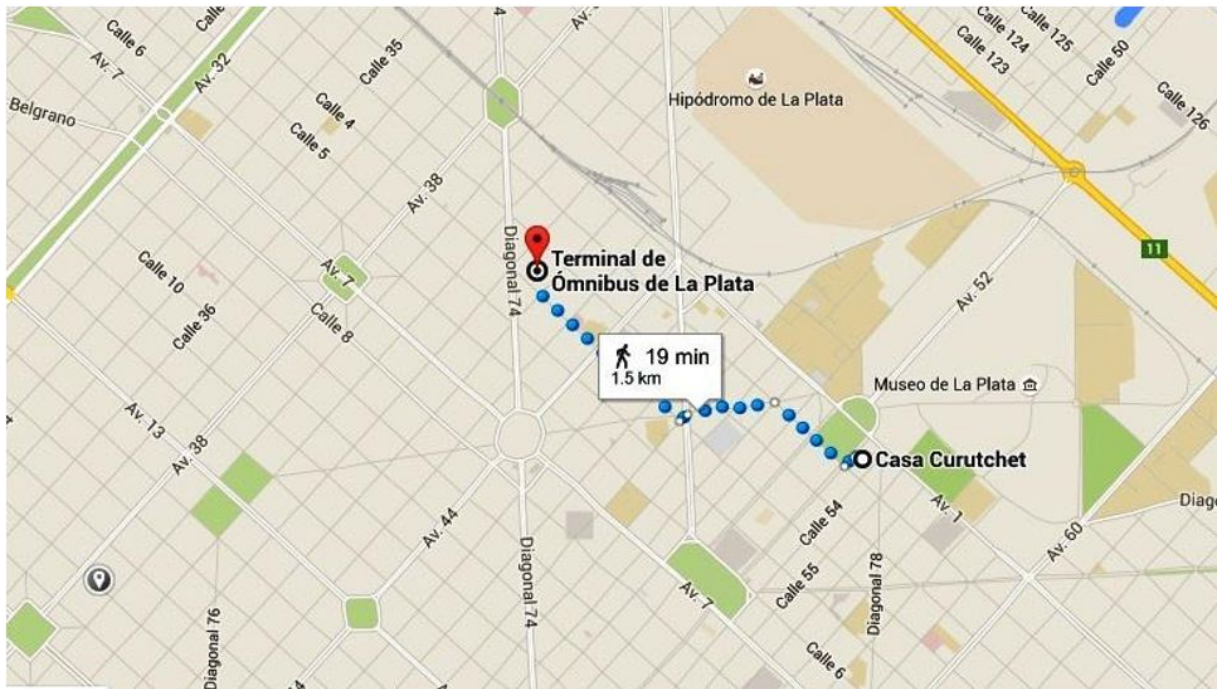 Calle 6
Av. 7
Belgrano
Av. 32
Calle 35
Calle 4
Calle 5
4
Av. 38
Hipódromo de La Plata
Calle 123
Calle 124
Calle 125
Calle 50
Calle 126
11
Calle 10
Calle 36
Av. 7
Calle 8
Diagonal 74
Terminal de
Ómnibus de La Plata
19 min
1.5 km
Av. 52
Museo de La Plata
Casa Curutchet
Av. 13
Av. 38
Av. 44
Diagonal 74
Diagonal 76
Calle 54
Calle 55
Diagonal 78
Av. 1
Av. 60
Av. 7
Calle 6